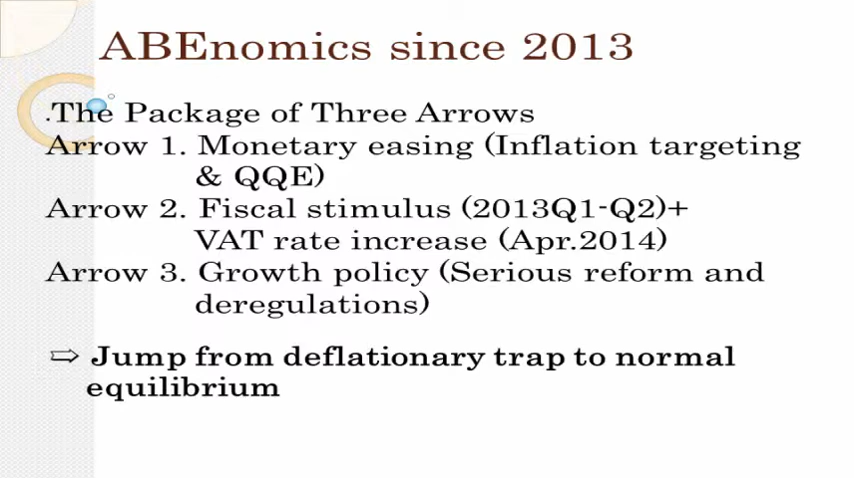 ABEnomics since 2013
.The Package of Three Arrows
Arrow 1. Monetary easing (Inflation targeting
& QQE)
Arrow 2. Fiscal stimulus (2013Q1-Q2)+
VAT rate increase (Apr.2014)
Arrow 3. Growth policy (Serious reform and
deregulations)
⇨ Jump from deflationary trap to normal
equilibrium